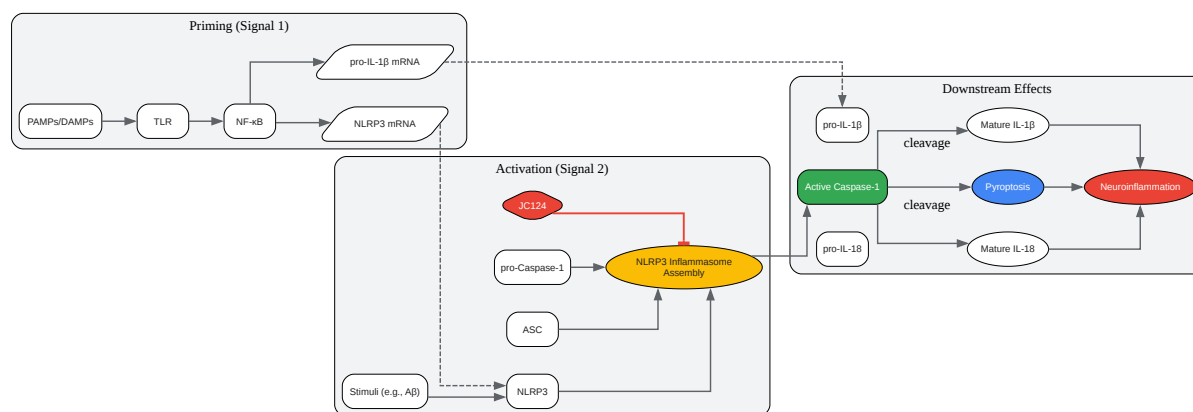 Priming (Signal 1)
pro-IL-1β mRNA
PAMPs/DAMPs
TLR
NF-κB
NLRP3 mRNA
Activation (Signal 2)
JC124
pro-Caspase-1
NLRP3 Inflammasome
Assembly
ASC
Stimuli (e.g., Aβ)
NLRP3
Downstream Effects
pro-IL-1β
Mature IL-1β
cleavage
Active Caspase-1
Pyroptosis
Neuroinflammation
cleavage
pro-IL-18
Mature IL-18